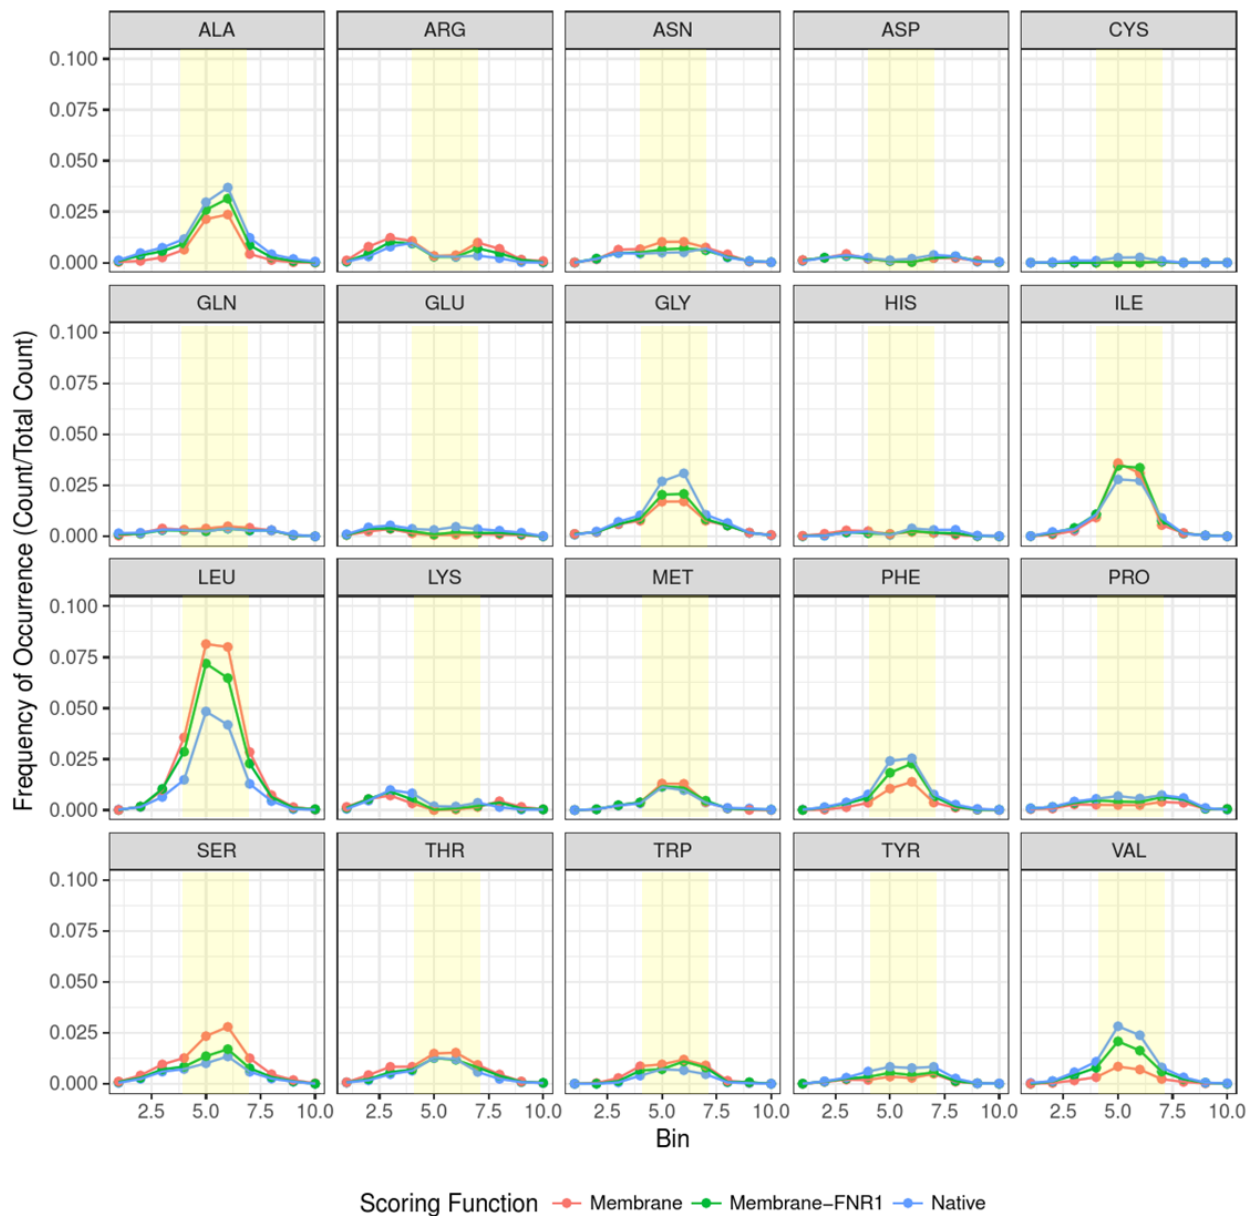 ALA ARG ASN ASP CYS
0.100
0.075
0.050
0.025
0.000
GLN GLU GLY HIS ILE
0.100
0.075
0.050
0.025
0.000
LEU LYS MET PHE PRO
0.100
0.075
0.050
0.025
0.000
SER THR TRP TYR VAL
0.100
0.075
0.050
0.025
0.000
Frequency of Occurrence (Count/Total Count)
2.5 5.0 7.5 10.0 2.5 5.0 7.5 10.0 2.5 5.0 7.5 10.0 2.5 5.0 7.5 10.0 2.5 5.0 7.5 10.0
Bin
Scoring Function Membrane Membrane−FNR1 Native